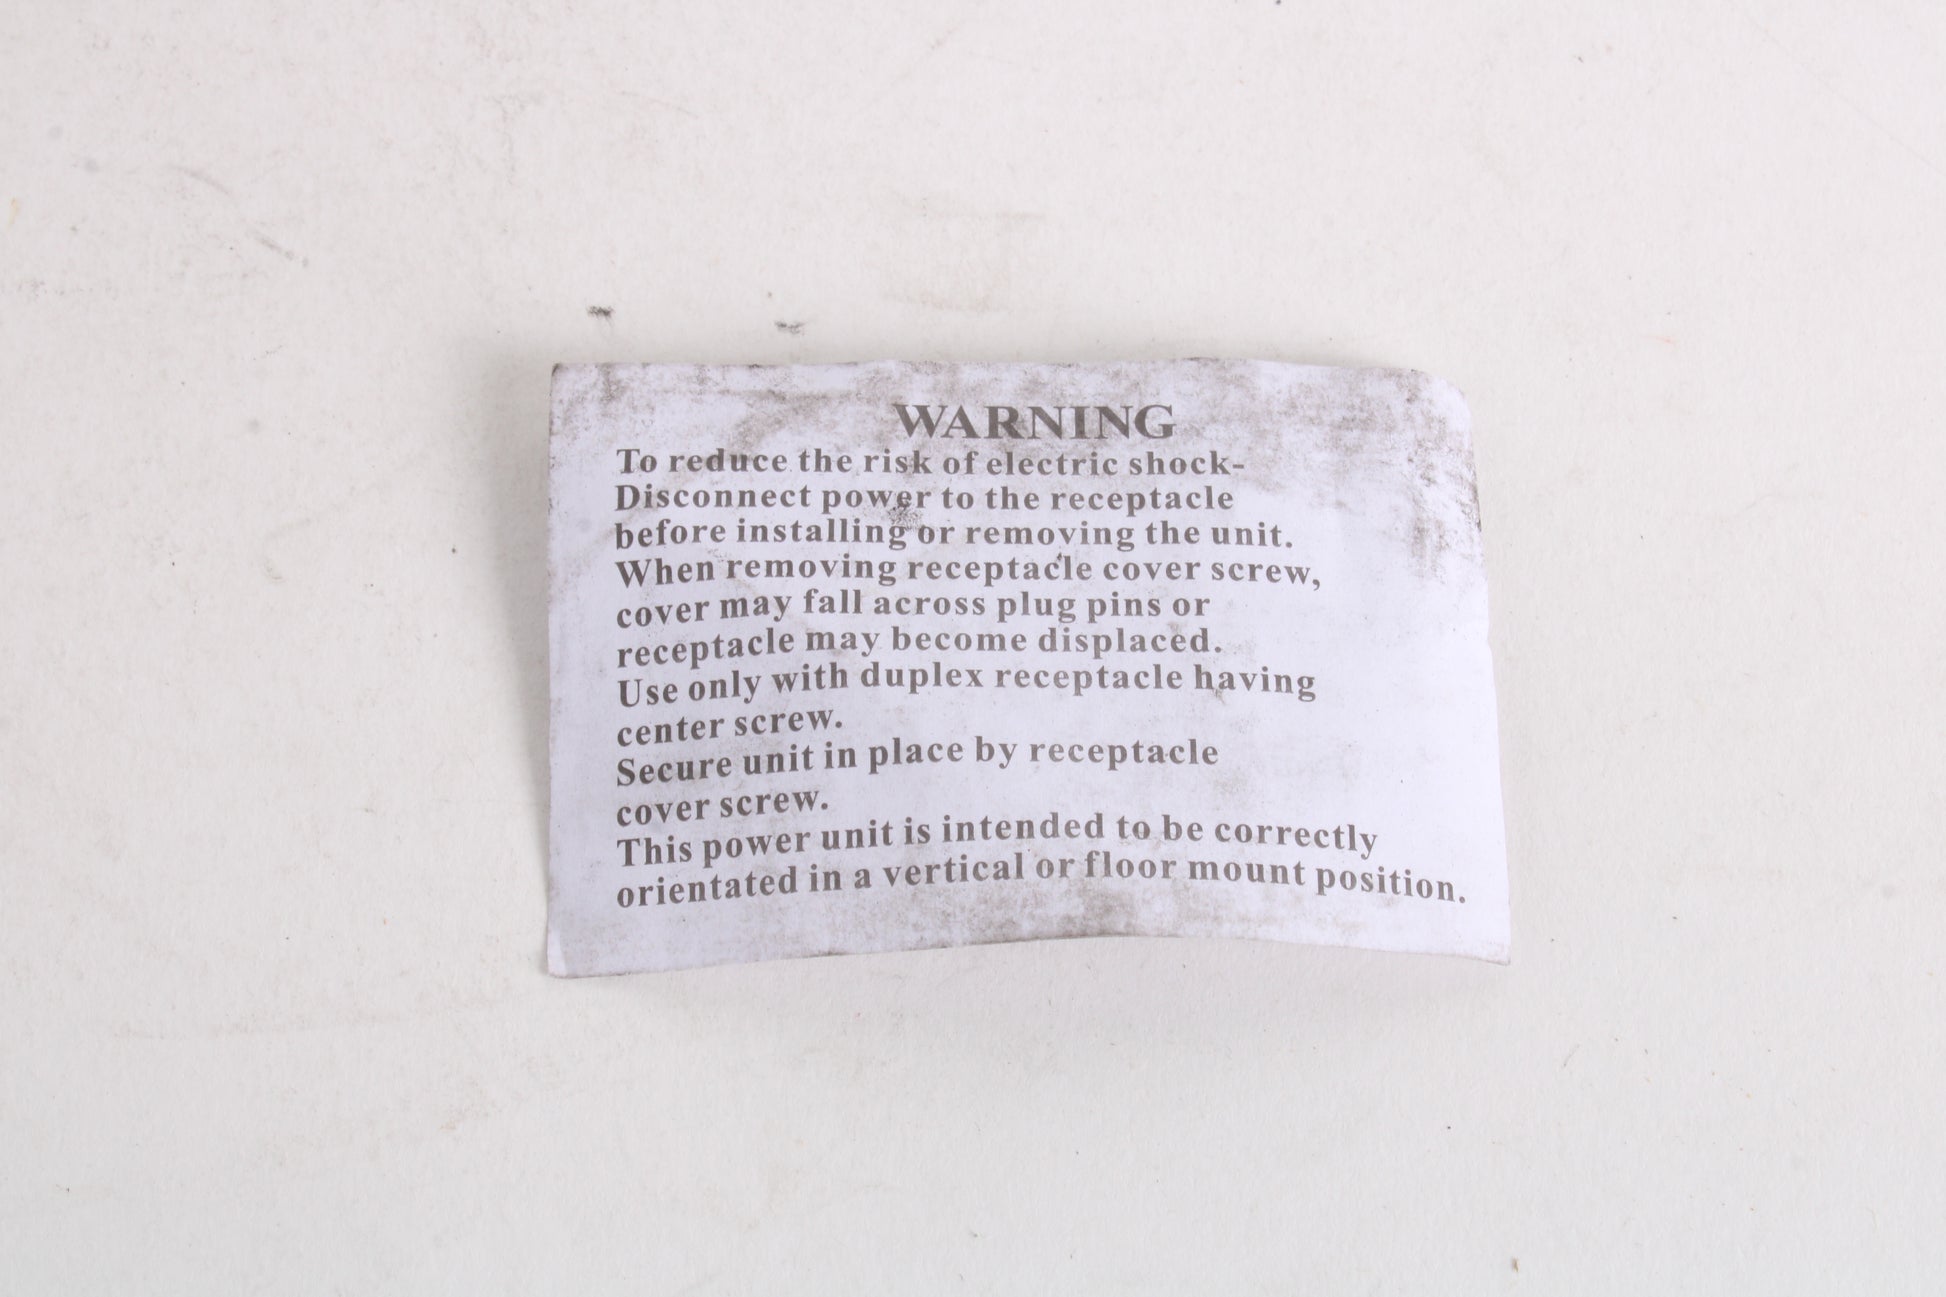 WARNING
To reduce the risk of electric shock-
Disconnect power to the receptacle
before installing or removing the unit.
When removing receptacle cover screw,
cover may fall across plug pins or
receptacle may become displaced.
Use only with duplex receptacle having
center screw.
Secure unit in place by receptacle
cover screw.
This power unit is intended to be correctly
orientated in a vertical or floor mount position.